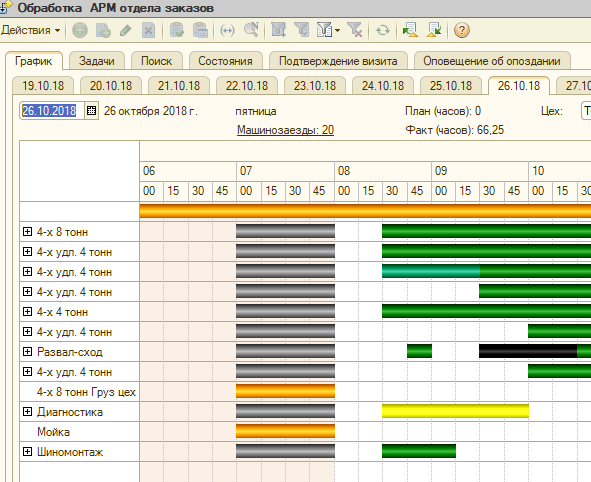 Обработка АРМ отдела заказов
Действия
График Задачи Поиск Состояния Подтверждение визита Оповещение об опоздании
19.10.18 20.10.18 21.10.18 22.10.18 23.10.18 24.10.18 25.10.18 26.10.18 27.10
26.10.2018 26 октября 2018 г. пятница План (часов): 0 Цех:
Машинозаезды: 20 Факт (часов): 66,25
06 07 08 09 10
00 15 30 45 00 15 30 45 00 15 30 45 00 15 30 45 00 15 30
4-х 8 тонн
4-х удл. 4 тонн
4-х удл. 4 тонн
4-х удл. 4 тонн
4-х 4 тонн
4-х удл. 4 тонн
Развал-сход
4-х удл. 4 тонн
4-х 8 тонн Груз цех
Диагностика
Мойка
Шиномонтаж